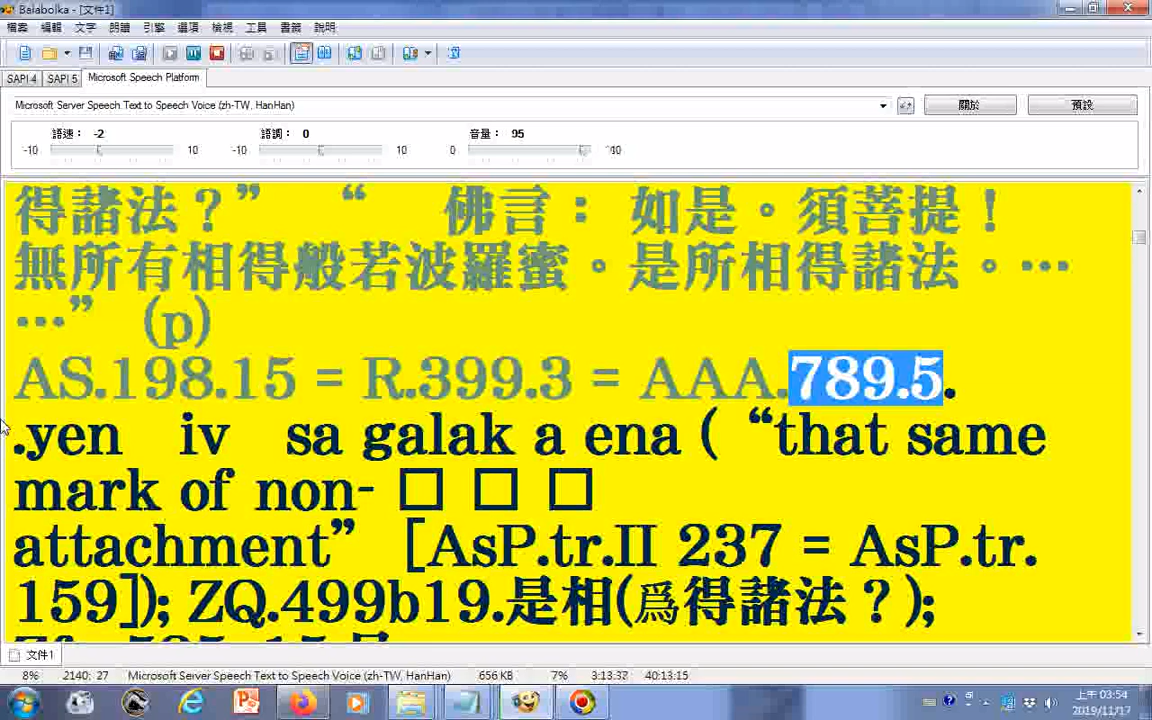 Balabolka - [文件1]
檔案 編輯 文字 朗讀 引擎 選項 檢視 工具 書籤 說明
SAPI 4 SAPI 5 Microsoft Speech Platform
Microsoft Server Speech Text to Speech Voice (zh-TW, HanHan) 關於 預設
語速： -2 語調： 0 音量： 95
-10 10 -10 10 0 100
得諸法？” “ 佛言： 如是。須菩提！
無所有相得般若波羅蜜。是所相得諸法。…
…” (p)
AS.198.15 = R.399.3 = AAA.789.5.
.yen iv sa galak a ena ( “that same
mark of non- □ □ □
attachment” [AsP.tr.II 237 = AsP.tr.
159]); ZQ.499b19.是相(爲得諸法？);
文件1
8% 2140: 27 Microsoft Server Speech Text to Speech Voice (zh-TW, HanHan) 656 KB 7% 3:13:37 40:13:15
上午 03:54
2019/11/17